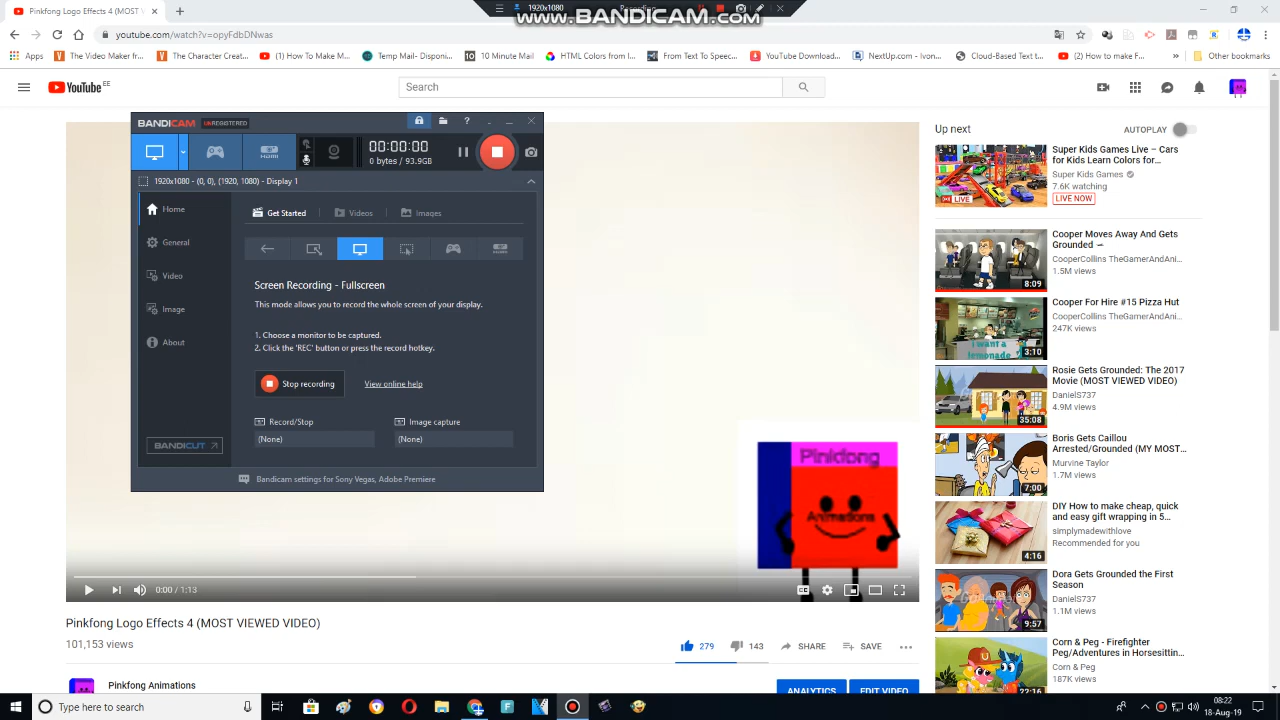 Pinkfong Logo Effects 4 (MOST V
1920x1080
Recording
www.BANDICAM.com
youtube.com/watch?v=opyFdbDNwas
Apps
The Video Maker fr...
The Character Creat...
(1) How To Make M...
Temp Mail - Disponi...
10 Minute Mail
HTML Colors from I...
From Text To Speec...
YouTube Download...
NextUp.com - Ivorin...
Cloud-Based Text t...
(2) How to make F...
»
Other bookmarks
YouTube EE
Search
BANDICAM UNREGISTERED
?
00:00:00
0 bytes / 93.9GB
1920x1080 - (0, 0), (1920, 1080) - Display 1
Home
General
Video
Image
About
BANDICUT
Get Started
Videos
Images
HDMI
Screen Recording - Fullscreen
This mode allows you to record the whole screen of your display.
1. Choose a monitor to be captured.
2. Click the 'REC' button or press the record hotkey.
Stop recording
View online help
Record/Stop
Image capture
(None)
(None)
Bandicam settings for Sony Vegas, Adobe Premiere
Pinkfong
Animations
0:00 / 1:13
Pinkfong Logo Effects 4 (MOST VIEWED VIDEO)
101,153 views
279
143
SHARE
SAVE
Pinkfong Animations
ANALYTICS
EDIT VIDEO
Up next
AUTOPLAY
Super Kids Games Live – Cars
for Kids Learn Colors for...
Super Kids Games
7.6K watching
LIVE NOW
LIVE
Cooper Moves Away And Gets
Grounded
CooperCollins TheGamerAndAni...
1.5M views
8:09
Cooper For Hire #15 Pizza Hut
CooperCollins TheGamerAndAni...
247K views
i want a
lemonade
3:10
Rosie Gets Grounded: The 2017
Movie (MOST VIEWED VIDEO)
DanielS737
4.9M views
35:08
Boris Gets Caillou
Arrested/Grounded (MY MOST...
Murvine Taylor
1.7M views
7:00
DIY How to make cheap, quick
and easy gift wrapping in 5...
simplymadewithlove
Recommended for you
4:16
Dora Gets Grounded the First
Season
DanielS737
1.1M views
9:57
Corn & Peg - Firefighter
Peg/Adventures in Horsesittin...
Corn & Peg
187K views
22:16
Type here to search
08:22
18-Aug-19